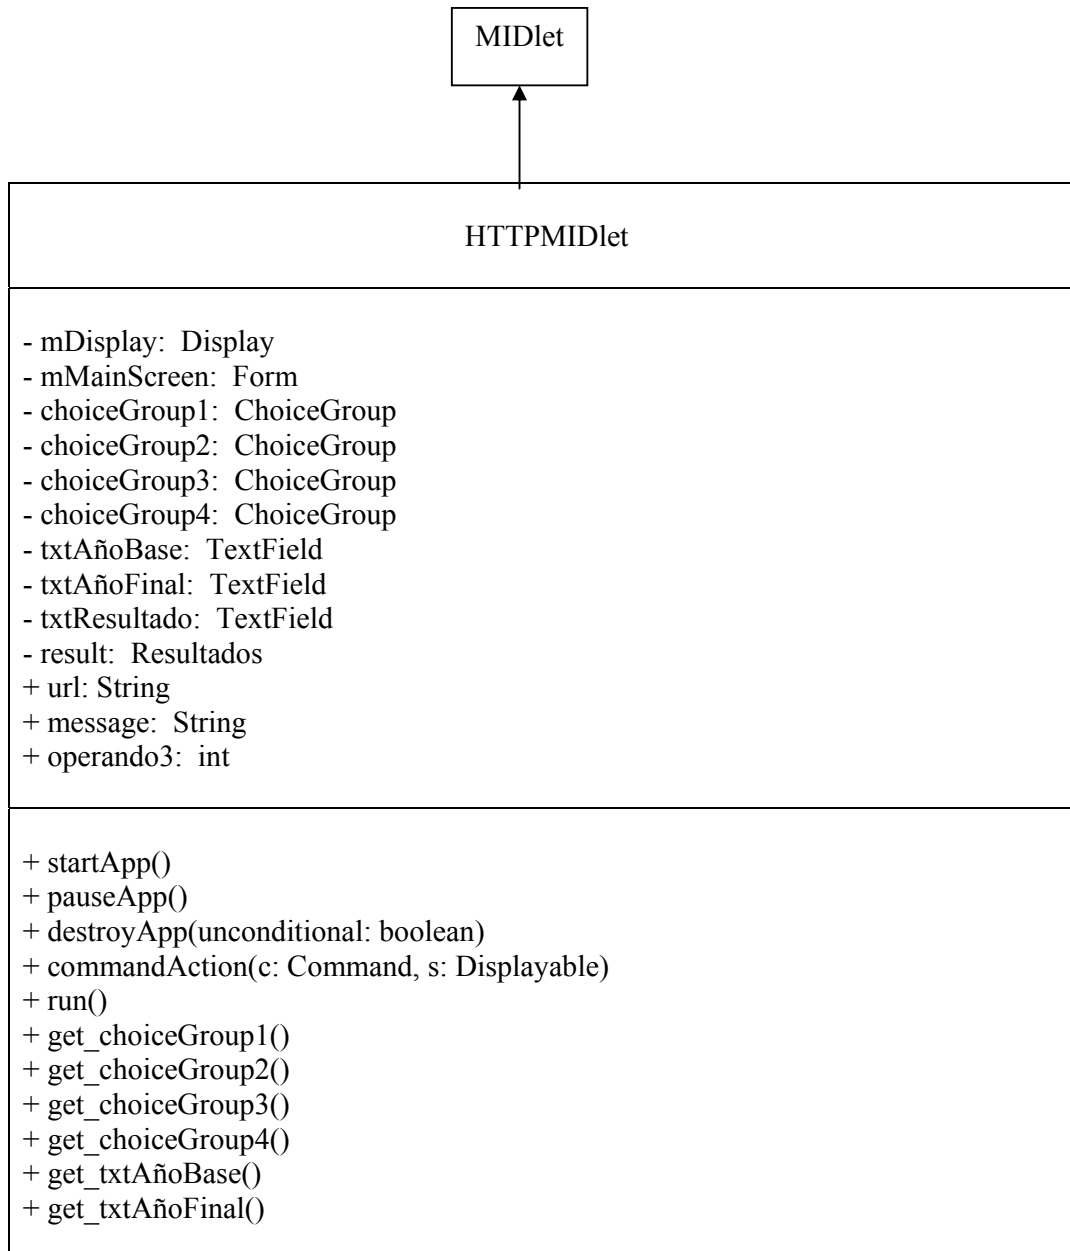 MIDlet
HTTPMIDlet
- mDisplay: Display
- mMainScreen: Form
- choiceGroup1: ChoiceGroup
- choiceGroup2: ChoiceGroup
- choiceGroup3: ChoiceGroup
- choiceGroup4: ChoiceGroup
- txtAñoBase: TextField
- txtAñoFinal: TextField
- txtResultado: TextField
- result: Resultados
+ url: String
+ message: String
+ operando3: int
+ startApp()
+ pauseApp()
+ destroyApp(unconditional: boolean)
+ commandAction(c: Command, s: Displayable)
+ run()
+ get_choiceGroup1()
+ get_choiceGroup2()
+ get_choiceGroup3()
+ get_choiceGroup4()
+ get_txtAñoBase()
+ get_txtAñoFinal()